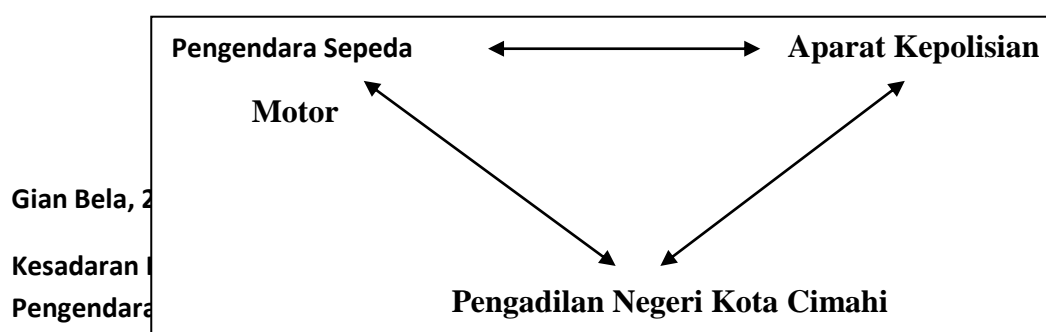 Pengendara Sepeda Aparat Kepolisian
Motor
Gian Bela,
Kesadaran
Pengendara
Pengadilan Negeri Kota Cimahi